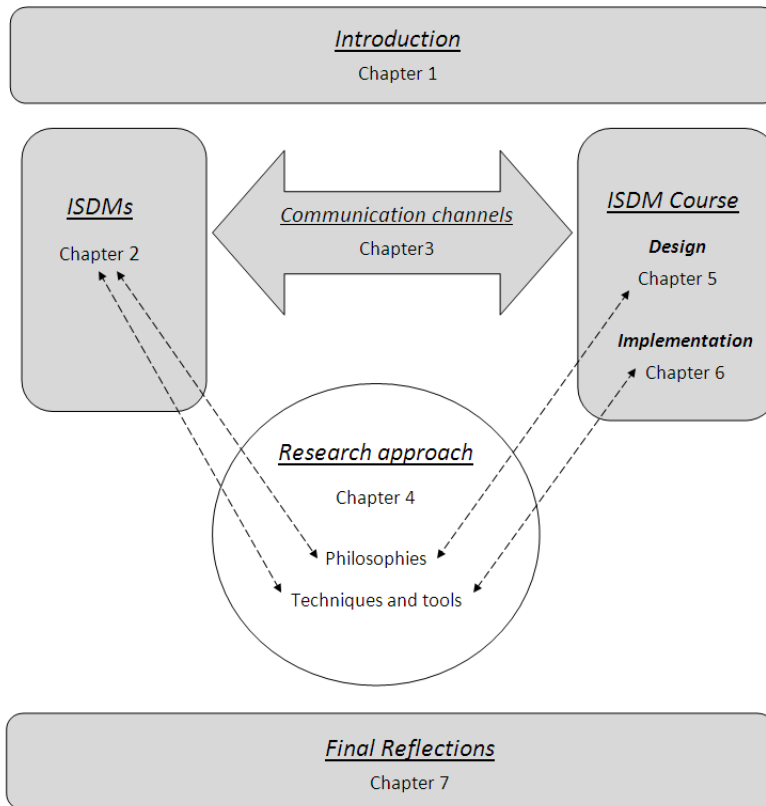 Introduction
Chapter 1
ISDMs
Chapter 2
Communication channels
Chapter3
ISDM Course
Design
Chapter 5
Implementation
Chapter 6
Research approach
Chapter 4
Philosophies
Techniques and tools
Final Reflections
Chapter 7